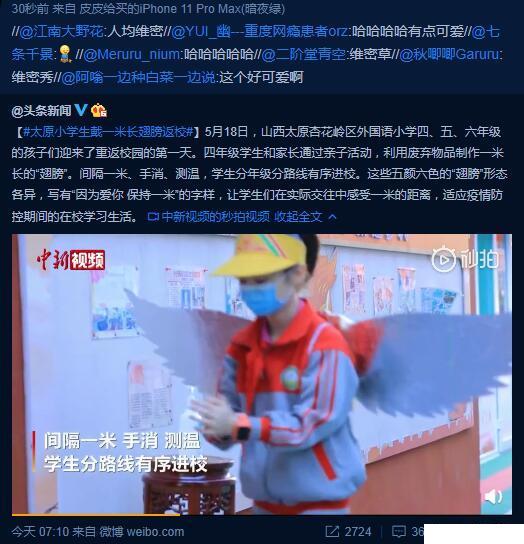 30秒前 来自 皮皮给买的iPhone 11 Pro Max(暗夜绿)
//@江南大野花:人均维密//@YUI_幽---重度网瘾患者orz:哈哈哈哈有点可爱//@七
条千景://@Meruru_nium:哈哈哈哈哈//@二阶堂青空:维密草//@秋唧唧Garuru:
维密秀//@阿嗡一边种白菜一边说:这个好可爱啊
@头条新闻
【#太原小学生戴一米长翅膀返校#】5月18日，山西太原杏花岭区外国语小学四、五、六年级
的孩子们迎来了重返校园的第一天。四年级学生和家长通过亲子活动，利用废弃物品制作一米
长的“翅膀”。间隔一米、手消、测温，学生分年级分路线有序进校。这些五颜六色的“翅膀”形态
各异，写有“因为爱你 保持一米”的字样，让学生们在实际交往中感受一米的距离，适应疫情防
控期间的在校学习生活。 中新视频的秒拍视频 收起全文
中新视频
秒拍
间隔一米 手消 测温
学生分路线有序进校
今天 07:10 来自 微博 weibo.com
2724